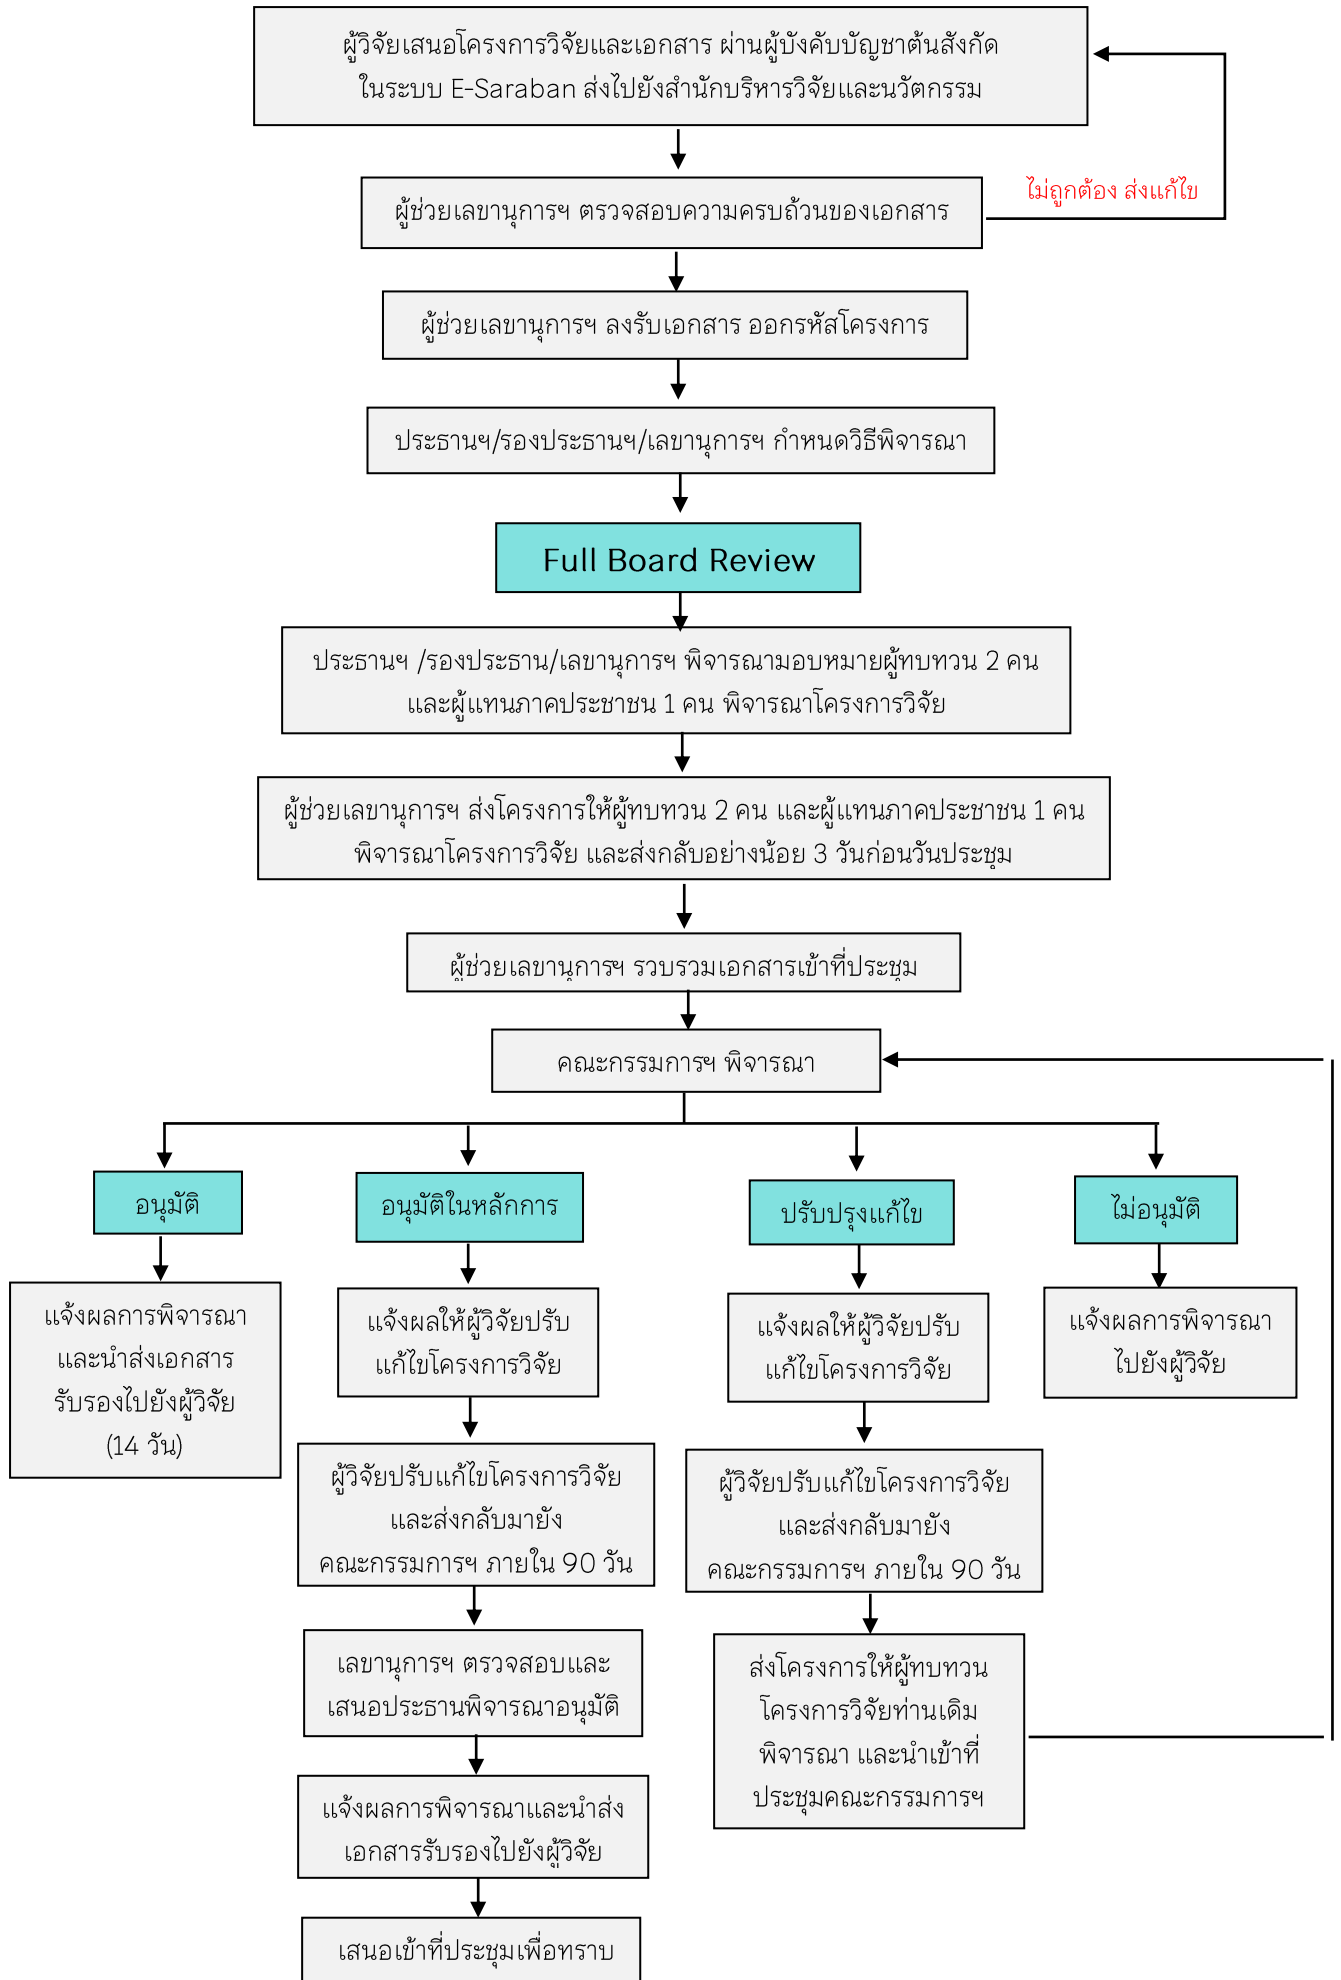 ผู้วิจัยเสนอโครงการวิจัยและเอกสาร ผ่านผู้บังคับบัญชาต้นสังกัด
ในระบบ E-Saraban ส่งไปยังสำนักบริหารวิจัยและนวัตกรรม
ไม่ถูกต้อง ส่งแก้ไข
ผู้ช่วยเลขานุการฯ ตรวจสอบความครบถ้วนของเอกสาร
ผู้ช่วยเลขานุการฯ ลงรับเอกสาร ออกรหัสโครงการ
ประธานฯ/รองประธานฯ/เลขานุการฯ กำหนดวิธีพิจารณา
Full Board Review
ประธานฯ /รองประธาน/เลขานุการฯ พิจารณามอบหมายผู้ทบทวน 2 คน
และผู้แทนภาคประชาชน 1 คน พิจารณาโครงการวิจัย
ผู้ช่วยเลขานุการฯ ส่งโครงการให้ผู้ทบทวน 2 คน และผู้แทนภาคประชาชน 1 คน
พิจารณาโครงการวิจัย และส่งกลับอย่างน้อย 3 วันก่อนวันประชุม
ผู้ช่วยเลขานุการฯ รวบรวมเอกสารเข้าที่ประชุม
คณะกรรมการฯ พิจารณา
อนุมัติ
แจ้งผลการพิจารณา
และนำส่งเอกสาร
รับรองไปยังผู้วิจัย
(14 วัน)
อนุมัติในหลักการ
แจ้งผลให้ผู้วิจัยปรับ
แก้ไขโครงการวิจัย
ผู้วิจัยปรับแก้ไขโครงการวิจัย
และส่งกลับมายัง
คณะกรรมการฯ ภายใน 90 วัน
เลขานุการฯ ตรวจสอบและ
เสนอประธานพิจารณาอนุมัติ
แจ้งผลการพิจารณาและนำส่ง
เอกสารรับรองไปยังผู้วิจัย
เสนอเข้าที่ประชุมเพื่อทราบ
ปรับปรุงแก้ไข
แจ้งผลให้ผู้วิจัยปรับ
แก้ไขโครงการวิจัย
ผู้วิจัยปรับแก้ไขโครงการวิจัย
และส่งกลับมายัง
คณะกรรมการฯ ภายใน 90 วัน
ส่งโครงการให้ผู้ทบทวน
โครงการวิจัยท่านเดิม
พิจารณา และนำเข้าที่
ประชุมคณะกรรมการฯ
ไม่อนุมัติ
แจ้งผลการพิจารณา
ไปยังผู้วิจัย